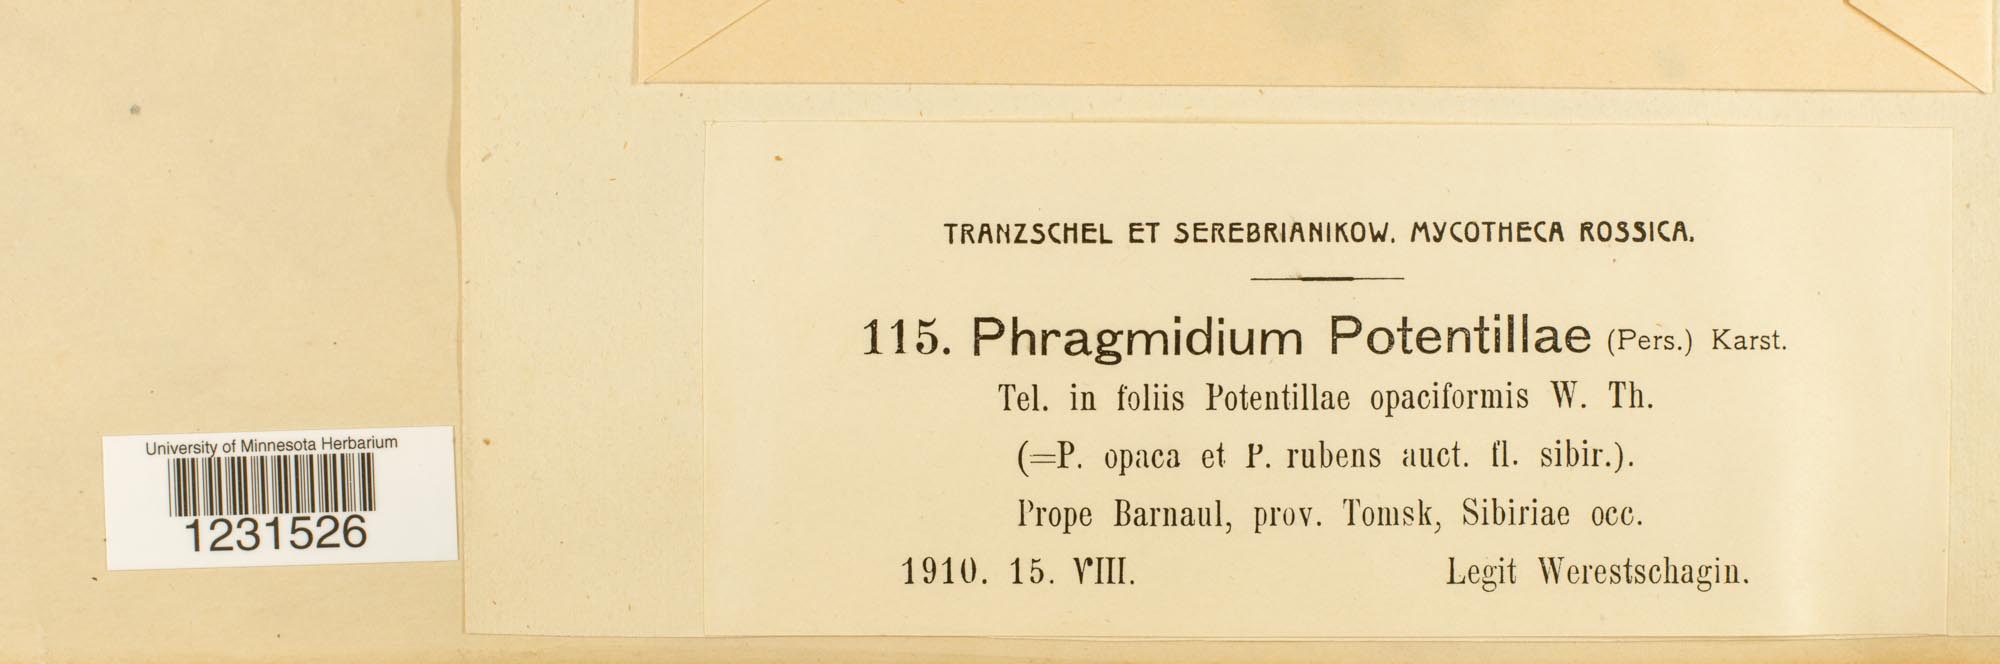 TRANZSCHEL ET SEREBRIANIKOW. MYCOTHECA ROSSICA.
115. Phragmidium Potentillae (Pers.) Karst.
Tel. in foliis Potentillae opaciformis W. Th.
(=P. opaca et P. rubens auct. fl. sibir.).
Prope Barnaul, prov. Tomsk, Sibiriae occ.
1910. 15. VIII. Legit Werestschagin.
University of Minnesota Herbarium
1231526